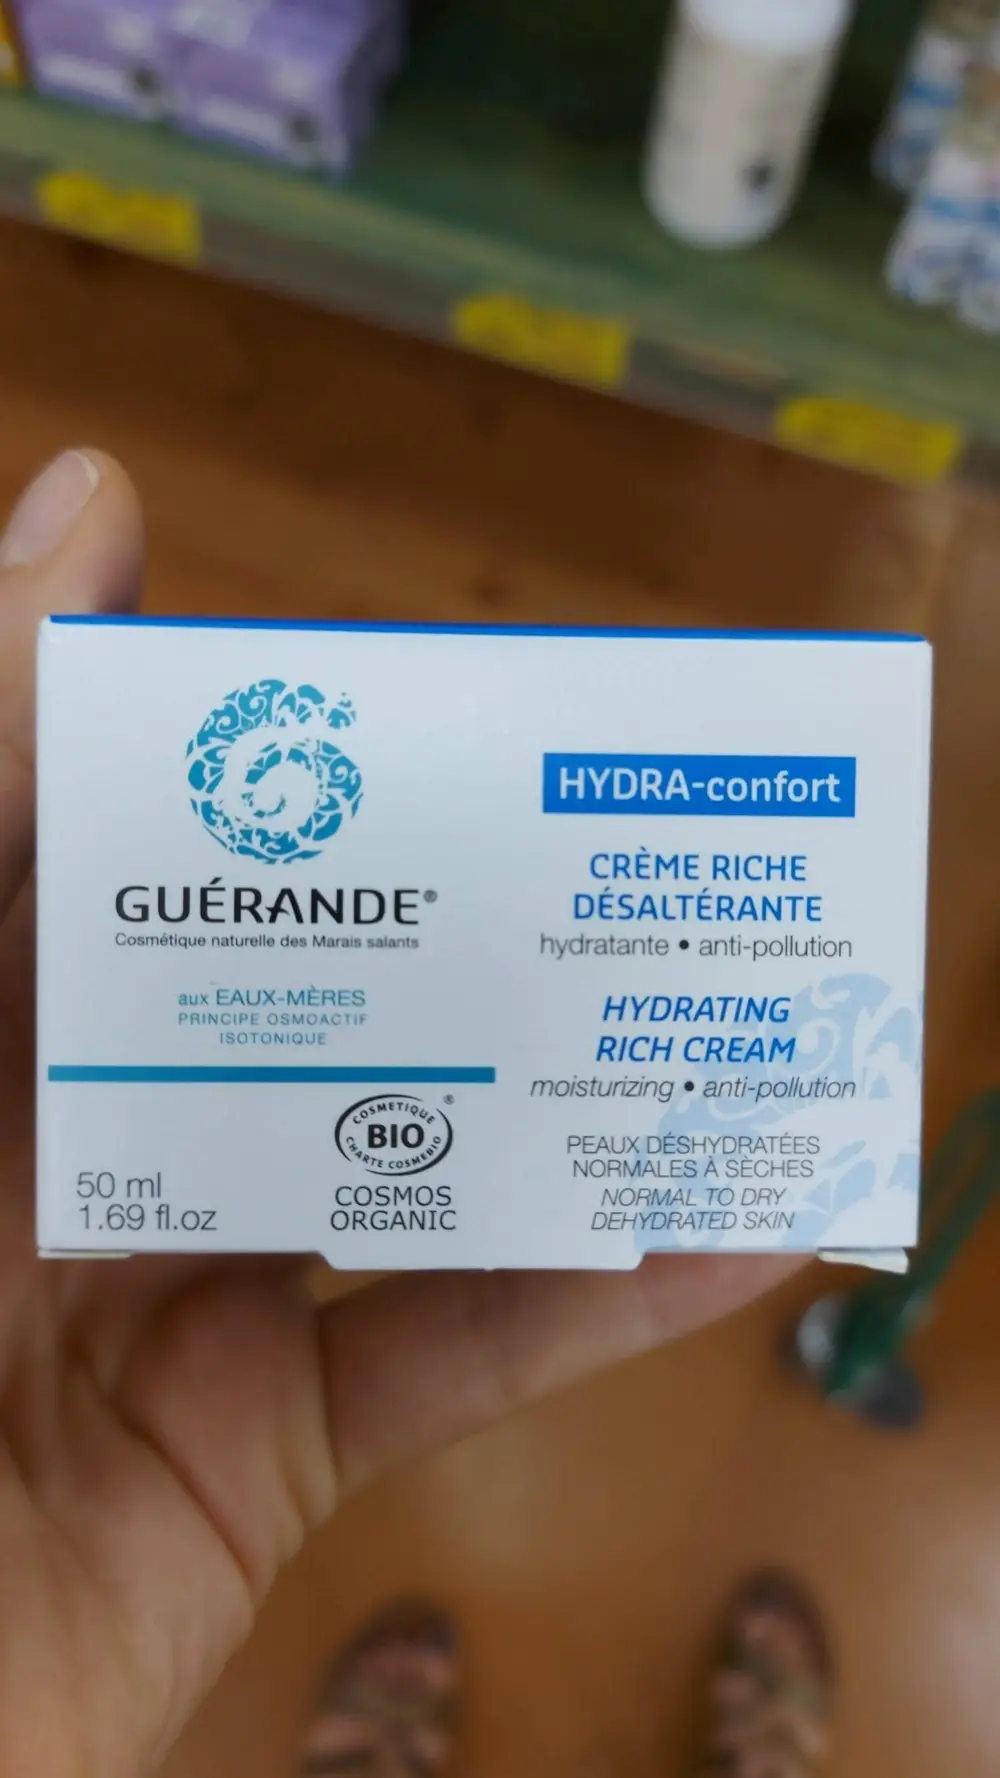 GUÉRANDE®
Cosmétique naturelle des Marais salants
aux EAUX-MÈRES
PRINCIPE OSMOACTIF
ISOTONIQUE
50 ml
1.69 fl.oz
COSMETIQUE ®
BIO
CHARTE COSMEBIO
COSMOS
ORGANIC
HYDRA-confort
CRÈME RICHE
DÉSALTÉRANTE
hydratante • anti-pollution
HYDRATING
RICH CREAM
moisturizing • anti-pollution
PEAUX DÉSHYDRATÉES
NORMALES À SÈCHES
NORMAL TO DRY
DEHYDRATED SKIN